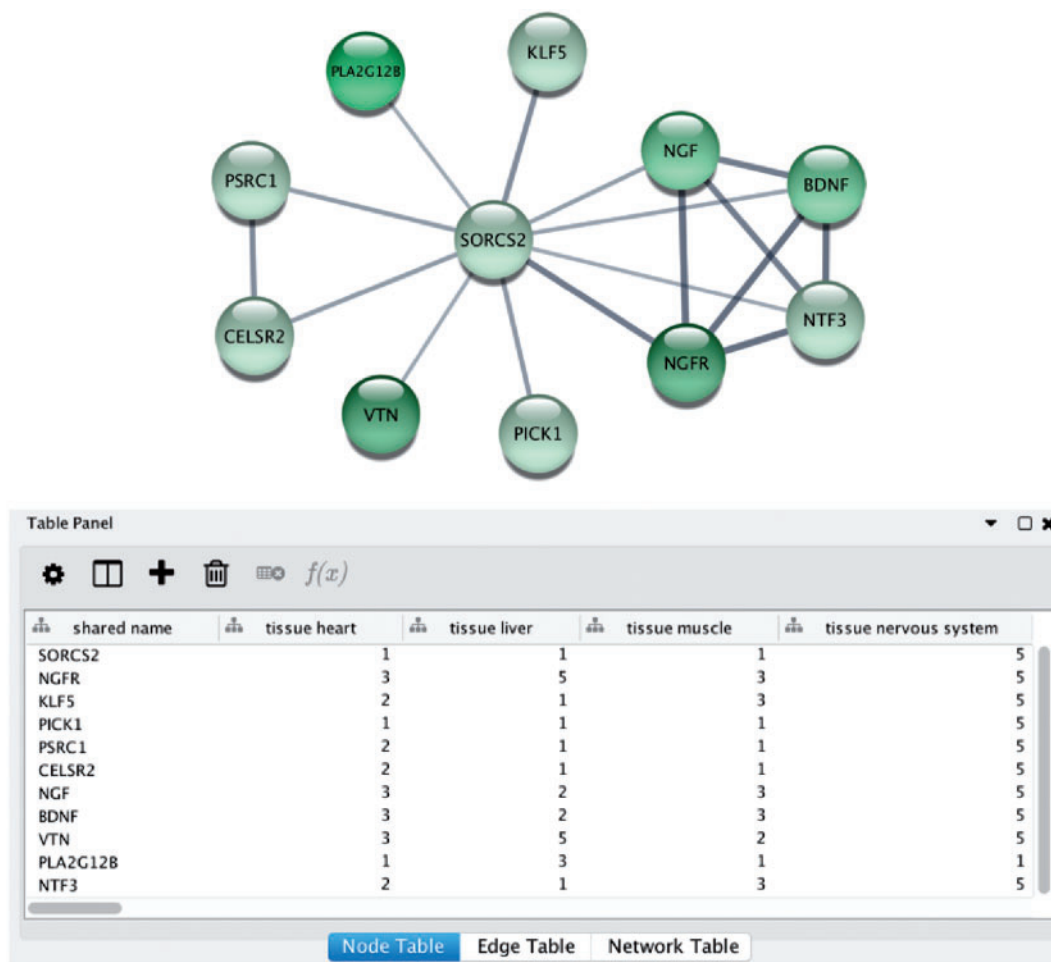 KLF5
PLA2G12B
NGF
PSRC1
BDNF
SORCS2
NTF3
CELSR2
NGFR
VTN
PICK1
Table Panel
f(x)
shared name tissue heart tissue liver tissue muscle tissue nervous system
SORCS2 1 1 1 5
NGFR 3 5 3 5
KLF5 2 1 3 5
PICK1 1 1 1 5
PSRC1 2 1 1 5
CELSR2 2 1 1 5
NGF 3 2 3 5
BDNF 3 2 3 5
VTN 3 5 2 5
PLA2G12B 1 3 1 1
NTF3 2 1 3 5
Node Table Edge Table Network Table